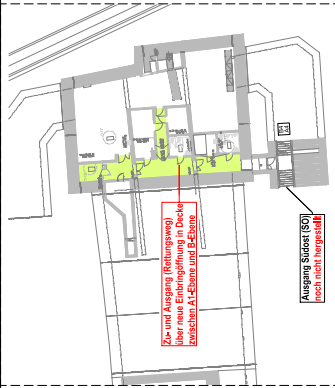 Zu- und Ausgang (Rettungsweg)
über neue Einbringöffnung in Decke
zwischen A1-Ebene und B-Ebene
Ausgang Südost (SO)
noch nicht hergestellt